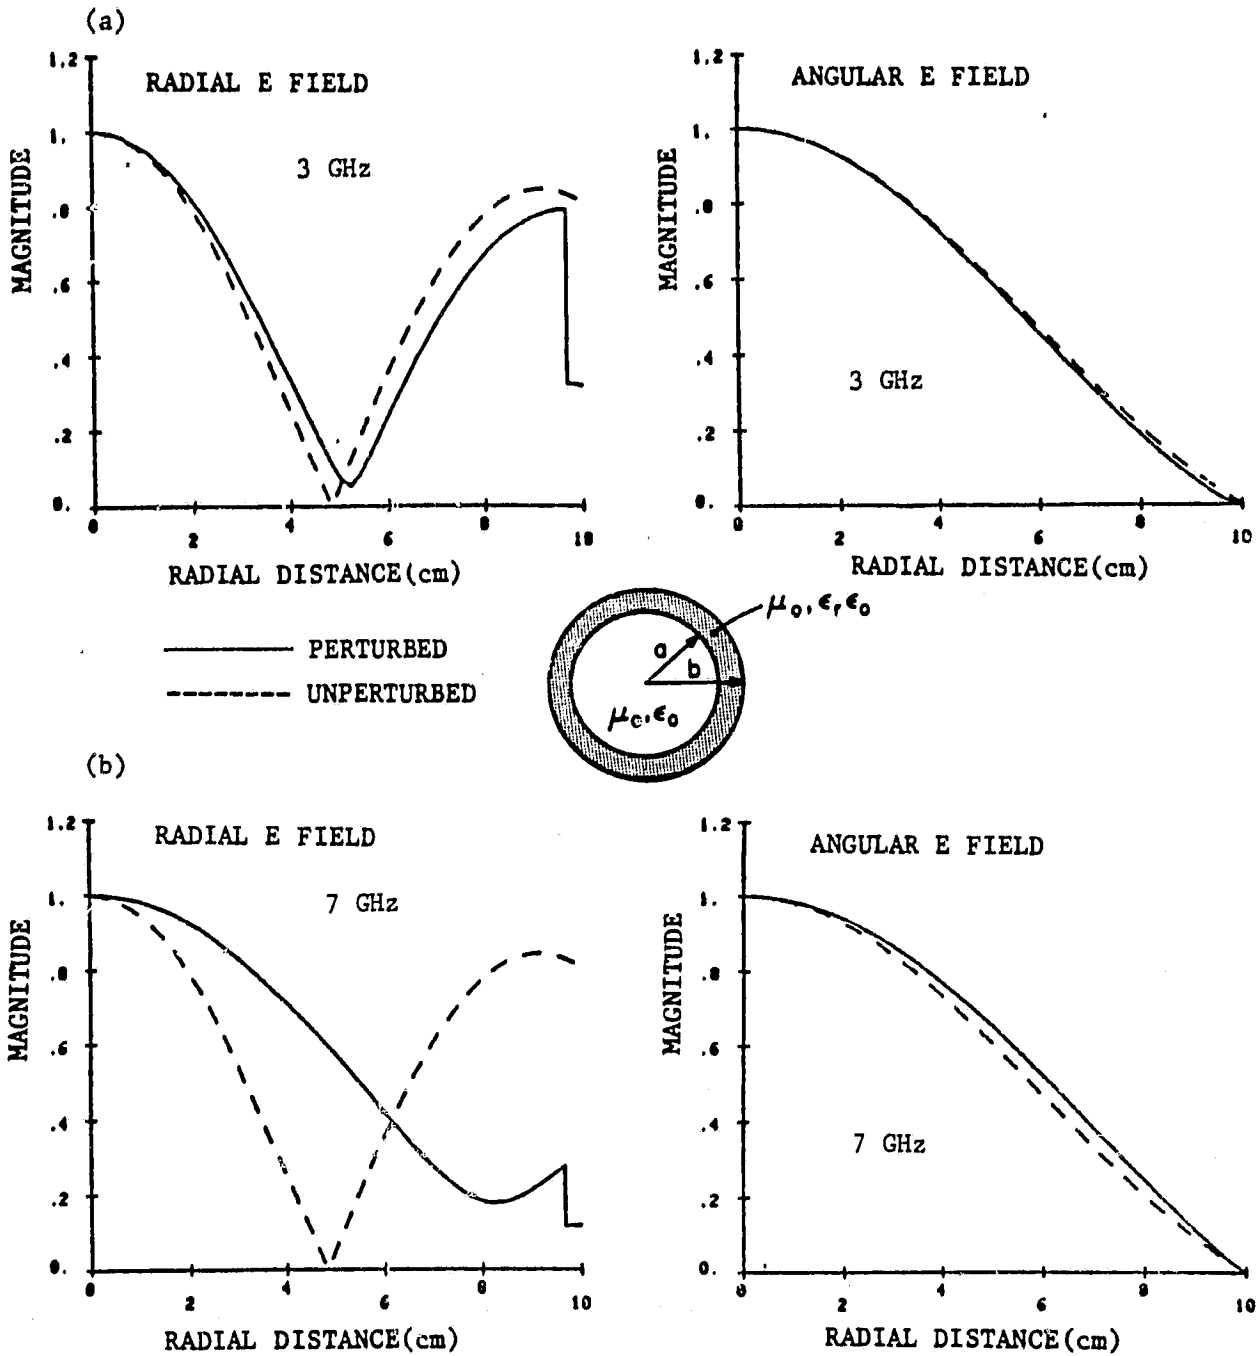 (a)
1.2
RADIAL E FIELD
1.
3 GHz
MAGNITUDE
.8
.6
.4
.2
0.
0 2 4 6 8 10
RADIAL DISTANCE(cm)
1.2
ANGULAR E FIELD
1.
MAGNITUDE
.8
.6
.4
3 GHz
.2
0.
0 2 4 6 8 10
RADIAL DISTANCE(cm)
PERTURBED
UNPERTURBED
μ₀,ϵᵣϵ₀
a
b
μ₀,ϵ₀
(b)
1.2
RADIAL E FIELD
1.
7 GHz
MAGNITUDE
.8
.6
.4
.2
0.
0 2 4 6 8 10
RADIAL DISTANCE(cm)
1.2
ANGULAR E FIELD
1.
MAGNITUDE
.8
.6
.4
7 GHz
.2
0.
0 2 4 6 8 10
RADIAL DISTANCE(cm)